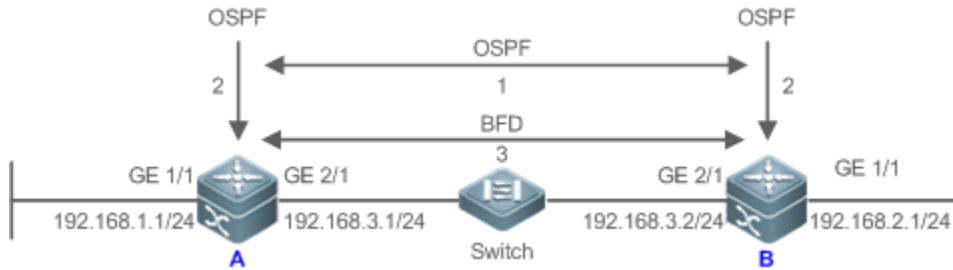 OSPF
OSPF
OSPF
1
2
2
BFD
3
GE 1/1
GE 2/1
GE 2/1
GE 1/1
192.168.1.1/24
192.168.3.1/24
192.168.3.2/24
192.168.2.1/24
Switch
A
B